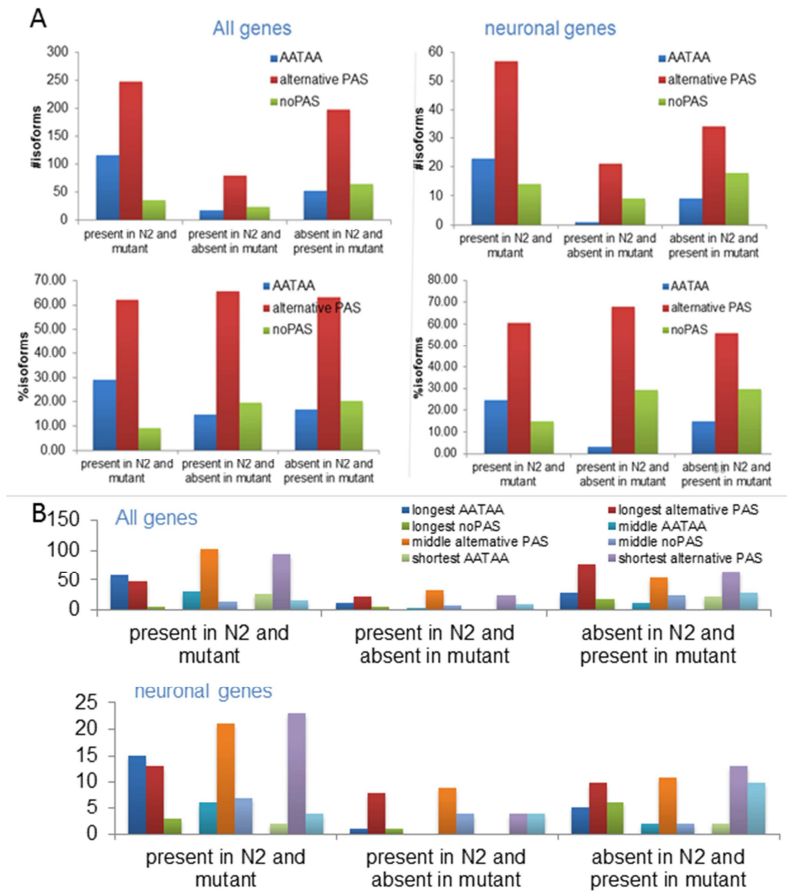 A
All genes
300
250
200
150
100
50
0
#isoforms
AATAA
alternative PAS
noPAS
present in N2 and mutant
present in N2 and absent in mutant
absent in N2 and present in mutant
neuronal genes
60
50
40
30
20
10
0
#isoforms
AATAA
alternative PAS
noPAS
present in N2 and mutant
present in N2 and absent in mutant
absent in N2 and present in mutant
70.00
60.00
50.00
40.00
30.00
20.00
10.00
0.00
%isoforms
AATAA
alternative PAS
noPAS
present in N2 and mutant
present in N2 and absent in mutant
absent in N2 and present in mutant
80.00
70.00
60.00
50.00
40.00
30.00
20.00
10.00
0.00
%isoforms
AATAA
alternative PAS
noPAS
present in N2 and mutant
present in N2 and absent in mutant
absent in N2 and present in mutant
B
All genes
150
100
50
0
longest AATAA
longest alternative PAS
longest noPAS
middle AATAA
middle alternative PAS
middle noPAS
shortest AATAA
shortest alternative PAS
present in N2 and mutant
present in N2 and absent in mutant
absent in N2 and present in mutant
neuronal genes
25
20
15
10
5
0
present in N2 and mutant
present in N2 and absent in mutant
absent in N2 and present in mutant